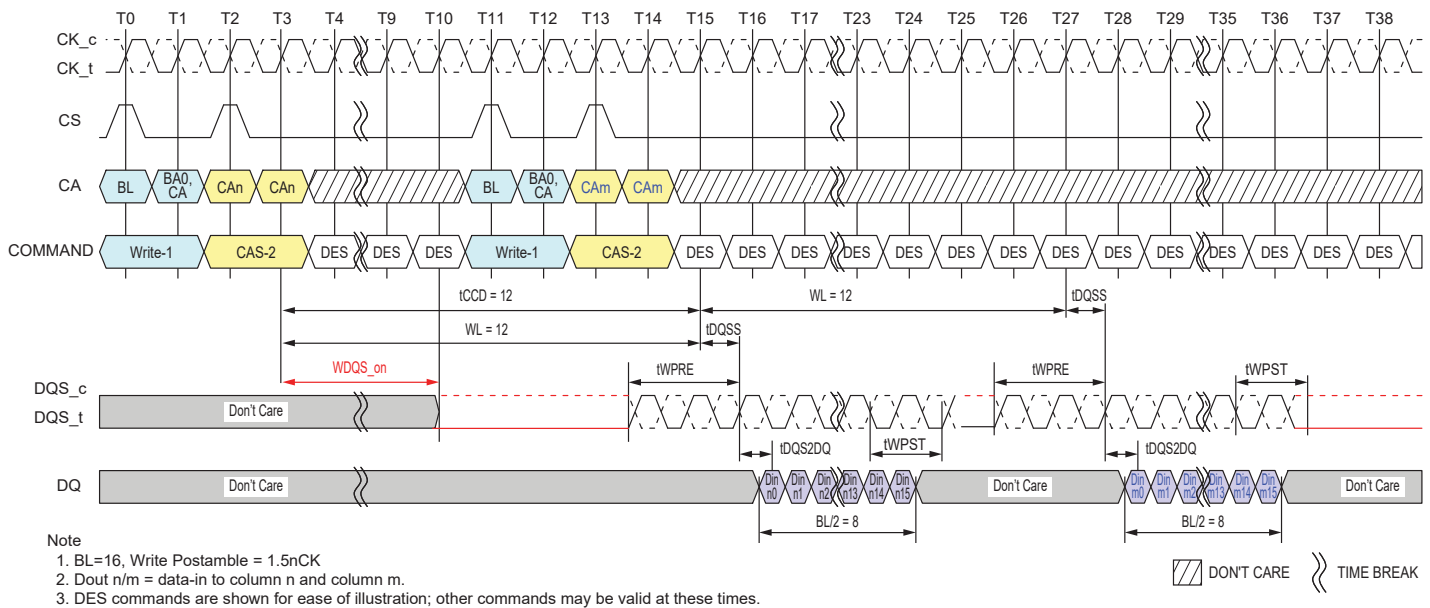 T0 T1 T2 T3 T4 T9 T10 T11 T12 T13 T14 T15 T16 T17 T23 T24 T25 T26 T27 T28 T29 T35 T36 T37 T38
CK_c
CK_t
CS
CA BL BA0, CA CAn CAn BL BA0, CA CAm CAm
COMMAND Write-1 CAS-2 DES DES DES Write-1 CAS-2 DES DES DES DES DES DES DES DES DES DES DES DES DES DES
tCCD = 12 WL = 12 tDQSS
WL = 12 tDQSS
WDQS_on tWPRE tWPRE tWPST
DQS_c
DQS_t Don't Care
tDQS2DQ tWPST tDQS2DQ
DQ Don't Care Din n0 Din n1 Din n2 Din n13 Din n14 Din n15 Don't Care Din m0 Din m1 Din m2 Din m13 Din m14 Din m15 Don't Care
BL/2 = 8 BL/2 = 8
Note
1. BL=16, Write Postamble = 1.5nCK
2. Dout n/m = data-in to column n and column m.
3. DES commands are shown for ease of illustration; other commands may be valid at these times.
DON'T CARE TIME BREAK